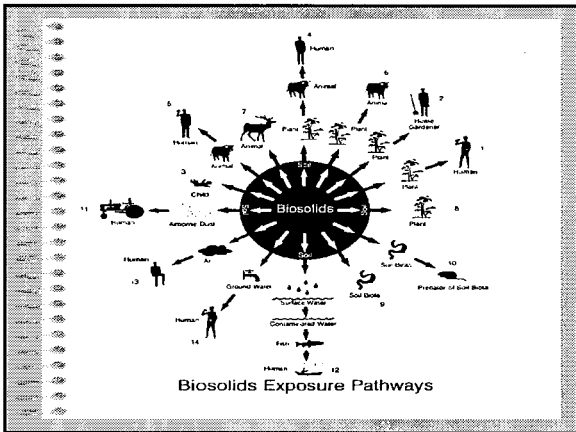 4
Human
Animal
6
Animal
2
Home
Gardener
5
Human
7
Animal
Animal
Plant
Plant
Plant
1
Human
Plant
3
Child
Soil
Soil
Biosolids
Soil
Plant
8
11
Human
Airborne Dust
Human
13
Air
Soil
Ground Water
Soil Biota
10
Predator of Soil Biota
Soil Biota
9
Surface Water
Contaminated Water
Human
14
Fish
Human
12
Biosolids Exposure Pathways